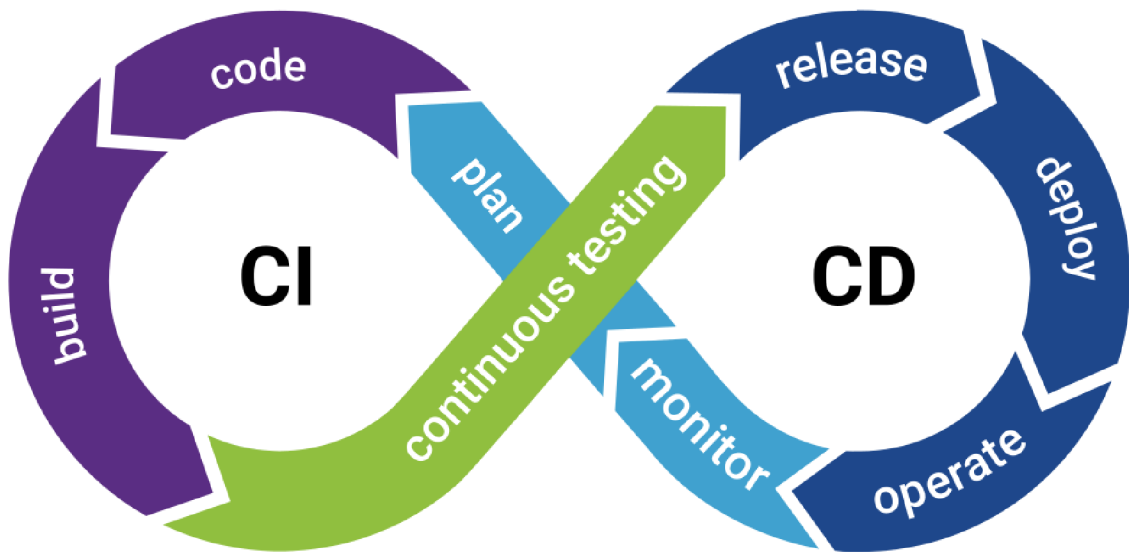 code
release
plan
continuous testing
deploy
build
CI
CD
monitor
operate